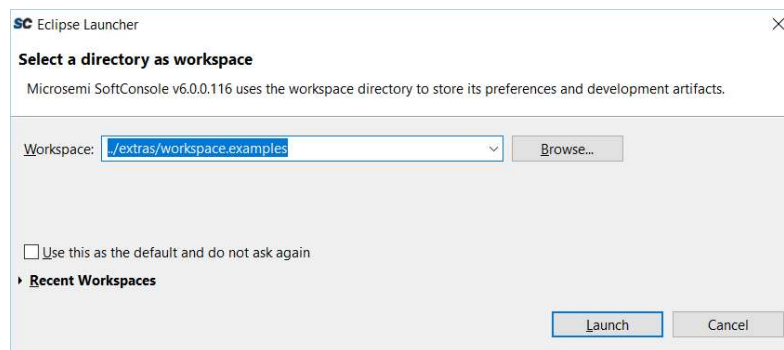 SC Eclipse Launcher
Select a directory as workspace
Microsemi SoftConsole v6.0.0.116 uses the workspace directory to store its preferences and development artifacts.
Workspace: ../extras/workspace.examples Browse...
Use this as the default and do not ask again
Recent Workspaces
Launch Cancel